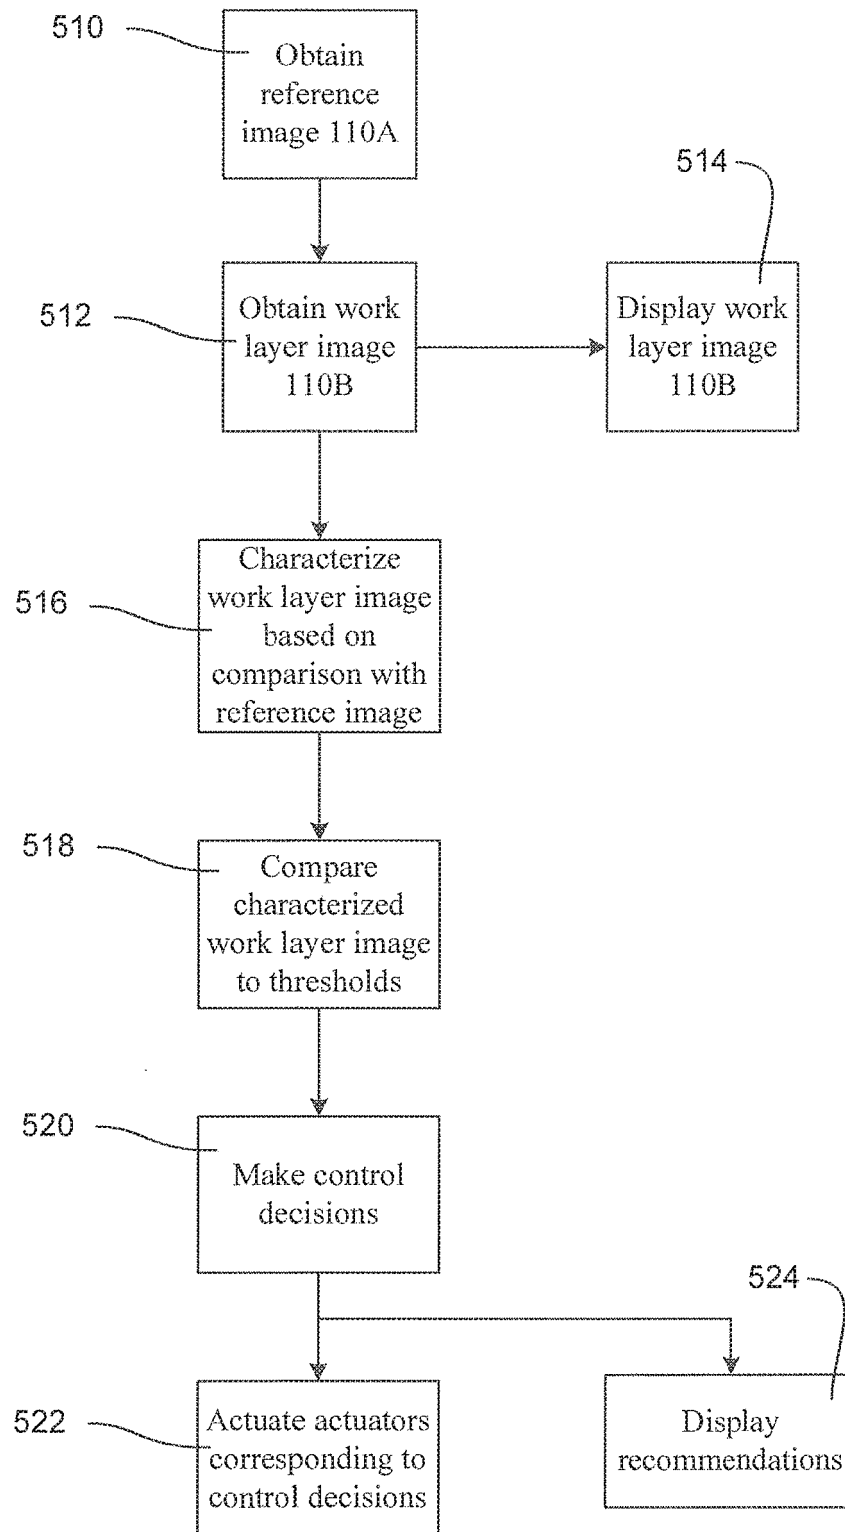 510
Obtain
reference
image 110A
514
512
Obtain work
layer image
110B
Display work
layer image
110B
516
Characterize
work layer image
based on
comparison with
reference image
518
Compare
characterized
work layer image
to thresholds
520
Make control
decisions
524
522
Actuate actuators
corresponding to
control decisions
Display
recommendations